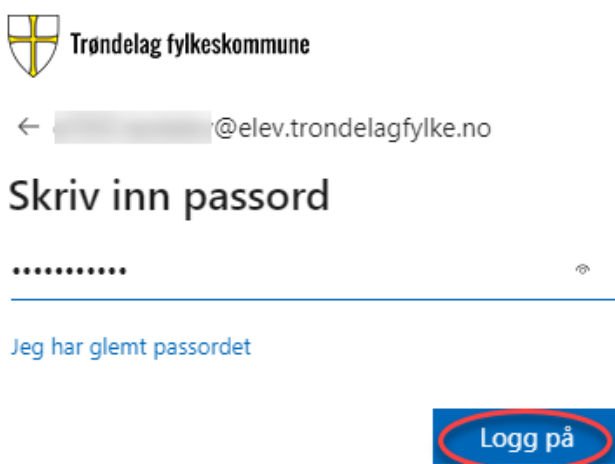 Trøndelag fylkeskommune
← @elev.trondelagfylke.no
Skriv inn passord
•••••••••••
Jeg har glemt passordet
Logg på